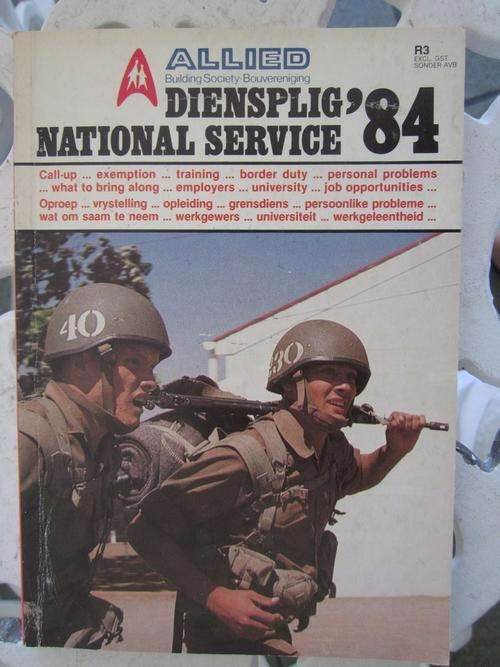 ALLIED
Building Society·Bouvereniging
R3
EXCL. GST
SONDER AVB
DIENSPLIG
NATIONAL SERVICE '84
Call-up ... exemption ... training ... border duty ... personal problems
... what to bring along ... employers ... university ... job opportunities ...
Oproep ... vrystelling ... opleiding ... grensdiens ... persoonlike probleme ...
wat om saam te neem ... werkgewers ... universiteit ... werkgeleentheid ...
40
30